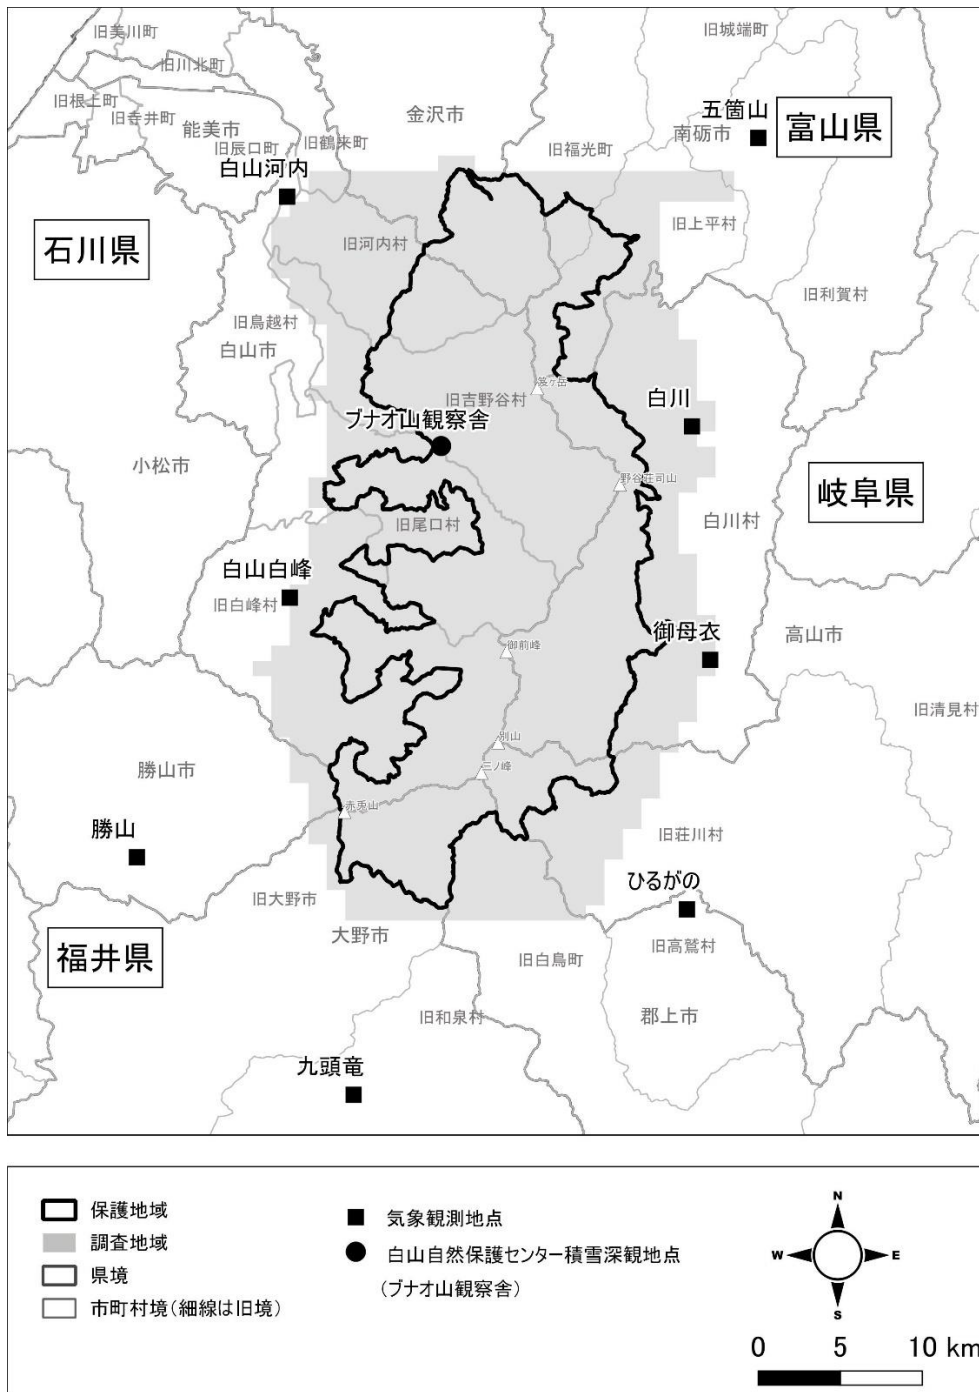 旧美川町
旧城端町
旧川北町
旧根上町
旧寺井町
金沢市
五箇山
富山県
能美市
南砺市
旧辰口町
旧鶴来町
旧福光町
白山河内
石川県
旧河内村
旧上平村
旧利賀村
旧鳥越村
白山市
笈ヶ岳
旧吉野谷村
白川
ブナオ山観察舎
小松市
野谷荘司山
岐阜県
旧尾口村
白川村
白山白峰
旧白峰村
御母衣
高山市
御前峰
旧清見村
別山
勝山市
三ノ峰
赤兎山
勝山
旧荘川村
ひるがの
旧大野市
大野市
福井県
旧高鷲村
旧白鳥町
旧和泉村
郡上市
九頭竜
保護地域
調査地域
県境
市町村境(細線は旧境)
気象観測地点
白山自然保護センター積雪深観地点
(ブナオ山観察舎)
N
W E
S
0 5 10 km